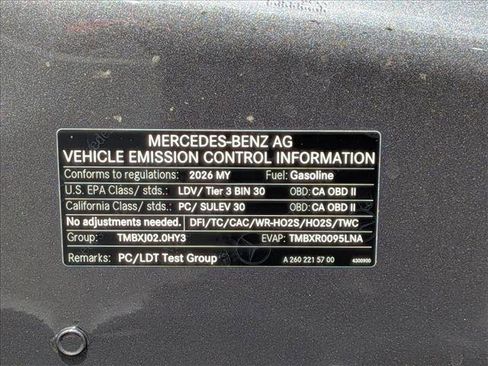 MERCEDES-BENZ AG
VEHICLE EMISSION CONTROL INFORMATION
Conforms to regulations: 2026 MY Fuel: Gasoline
U.S. EPA Class/ stds.: LDV/ Tier 3 BIN 30 OBD: CA OBD II
California Class/ stds.: PC/ SULEV 30 OBD: CA OBD II
No adjustments needed. DFI/TC/CAC/WR-HO2S/HO2S/TWC
Group: TMBXJ02.0HY3 EVAP: TMBXR0095LNA
Remarks: PC/LDT Test Group A 260 221 57 00 4300900